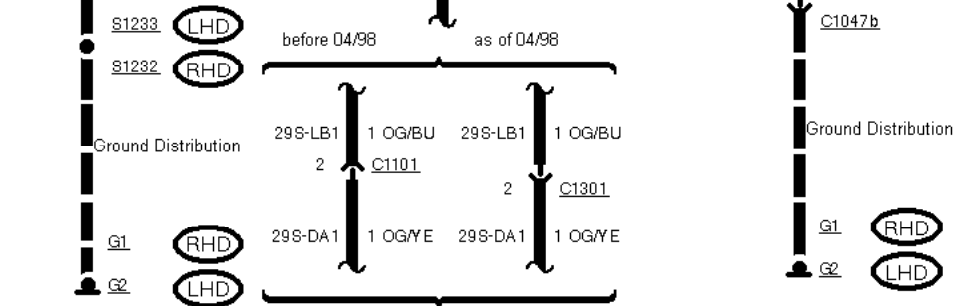 S1233 LHD
before 04/98 as of 04/98
C1047b
S1232 RHD
29S-LB1 1 OG/BU 29S-LB1 1 OG/BU
Ground Distribution
Ground Distribution
2 C1101
2 C1301
29S-DA1 1 OG/YE 29S-DA1 1 OG/YE
G1 RHD
G1 RHD
G2 LHD
G2 LHD